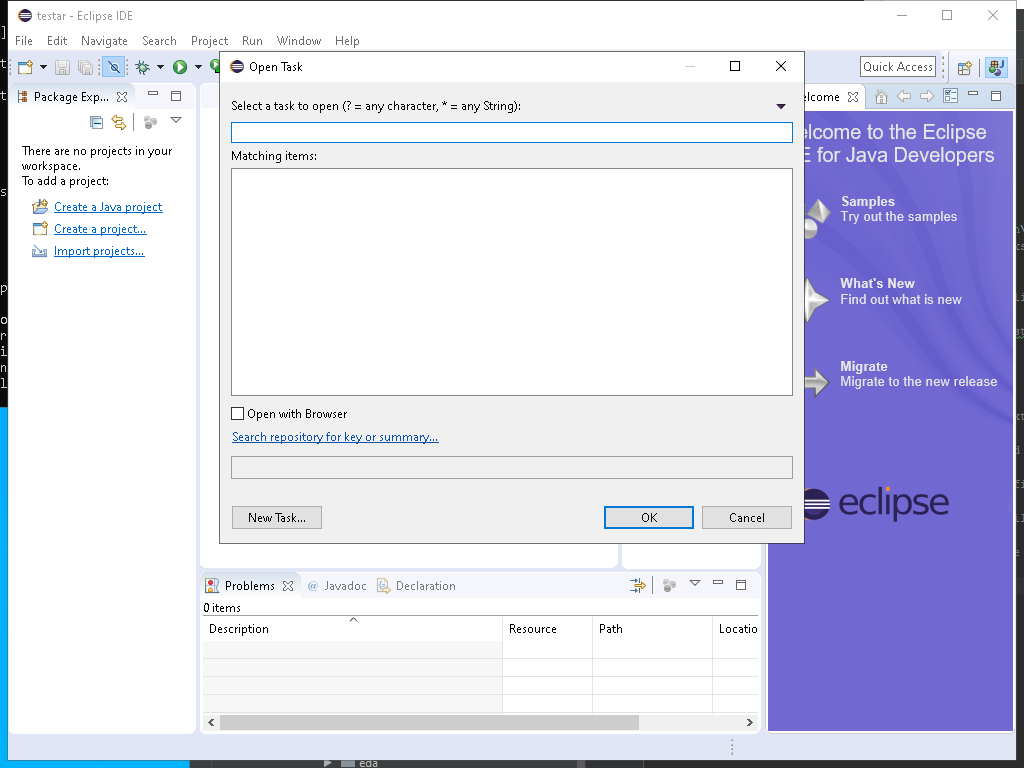 testar - Eclipse IDE
File Edit Navigate Search Project Run Window Help
Quick Access
Package Exp...
There are no projects in your
workspace.
To add a project:
Create a Java project
Create a project...
Import projects...
Open Task
Select a task to open (? = any character, * = any String):
Matching items:
Open with Browser
Search repository for key or summary...
New Task...
OK
Cancel
elcome
elcome to the Eclipse
E for Java Developers
Samples
Try out the samples
What's New
Find out what is new
Migrate
Migrate to the new release
eclipse
Problems @ Javadoc Declaration
0 items
Description Resource Path Locatio
eda